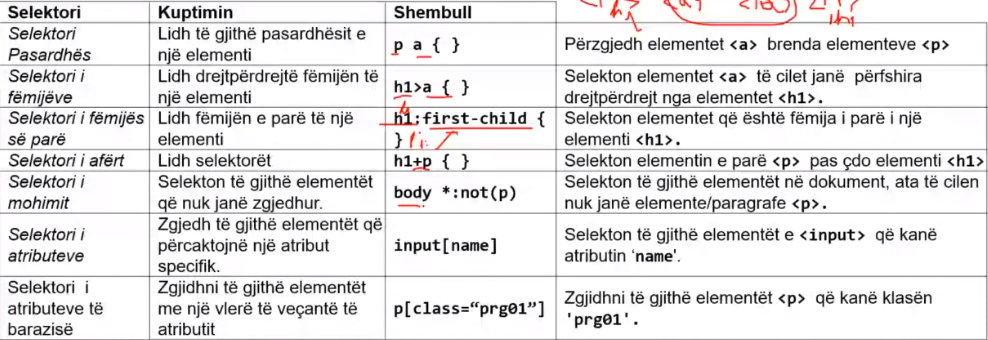 Selektori Kuptimin Shembull
Selektori Pasardhës
Lidh të gjithë pasardhësit e një elementi
p a { }
Përzgjedh elementet <a> brenda elementeve <p>
Selektori i fëmijëve
Lidh drejtpërdrejtë fëmijën të një elementi
h1>a { }
Selekton elementet <a> të cilet janë përfshira drejtpërdrejt nga elementet <h1>.
Selektori i fëmijës së parë
Lidh fëmijen e parë të një elementi
h1:first-child { }
Selekton elementet që është fëmija i parë i një elementi <h1>.
Selektori i afërt
Lidh selektorët
h1+p { }
Selekton elementin e parë <p> pas çdo elementi <h1>
Selektori i mohimit
Selekton të gjithë elementët që nuk janë zgjedhur.
body *:not(p)
Selekton të gjithë elementët në dokument, ata të cilen nuk janë elemente/paragrafe <p>.
Selektori i atributeve
Zgjedh të gjithë elementët që përcaktojnë një atribut specifik.
input[name]
Selekton të gjithë elementët e <input> që kanë atributin ‘name'.
Selektori i atributeve të barazisë
Zgjidhni të gjithë elementët me një vlerë të veçantë të atributit
p[class=“prg01”]
Zgjidhni të gjithë elementët <p> që kanë klasën 'prg01'.